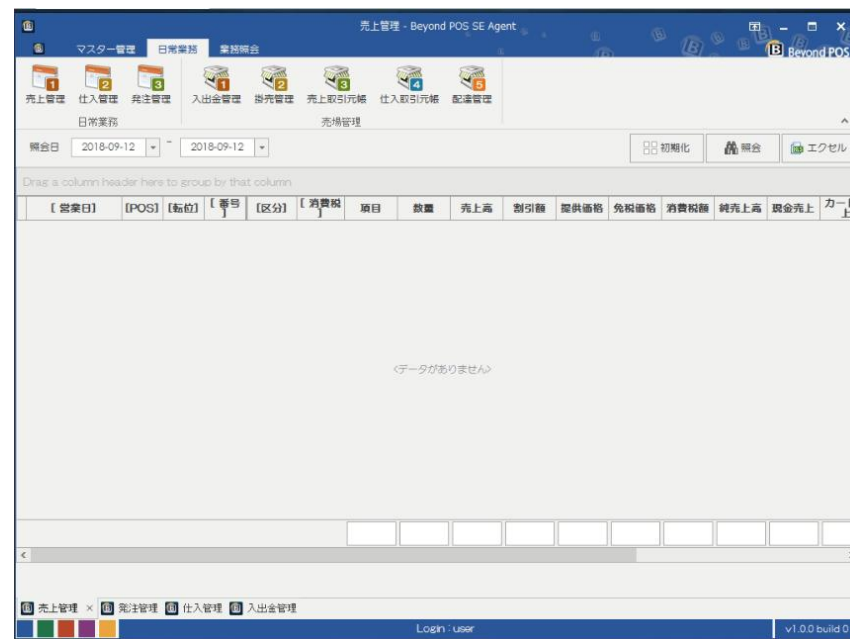 売上管理 - Beyond POS SE Agent
マスター管理 日常業務 業務照会 Beyond POS
1 2 3 1 2 3 4 5
売上管理 仕入管理 発注管理 入出金管理 掛売管理 売上取引元帳 仕入取引元帳 配達管理
日常業務 売場管理
照会日 2018-09-12 ~ 2018-09-12 初期化 照会 エクセル
Drag a column header here to group by that column
[ 営業日] [POS] [転位] [ 番号 ] [区分] [ 消費税 ] 項目 数量 売上高 割引額 提供価格 免税価格 消費税額 純売上高 現金売上
<データがありません>
売上管理 × 発注管理 仕入管理 入出金管理
Login : user v1.0.0 build 0